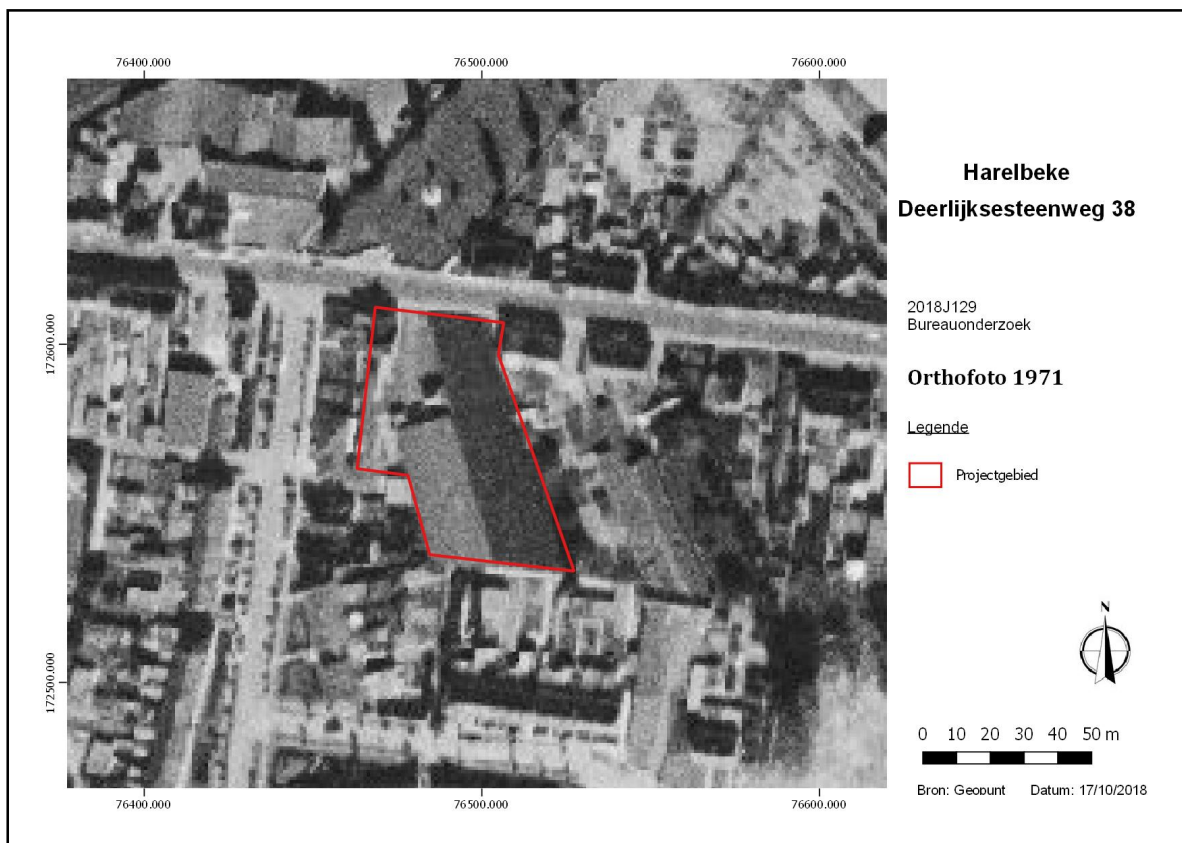 76400.000
76500.000
76600.000
172600.000
172500.000
76400.000
76500.000
76600.000
Harelbeke
Deerlijksesteenweg 38
2018J129
Bureauonderzoek
Orthofoto 1971
Legende
Projectgebied
N
0 10 20 30 40 50 m
Bron: Geopunt Datum: 17/10/2018